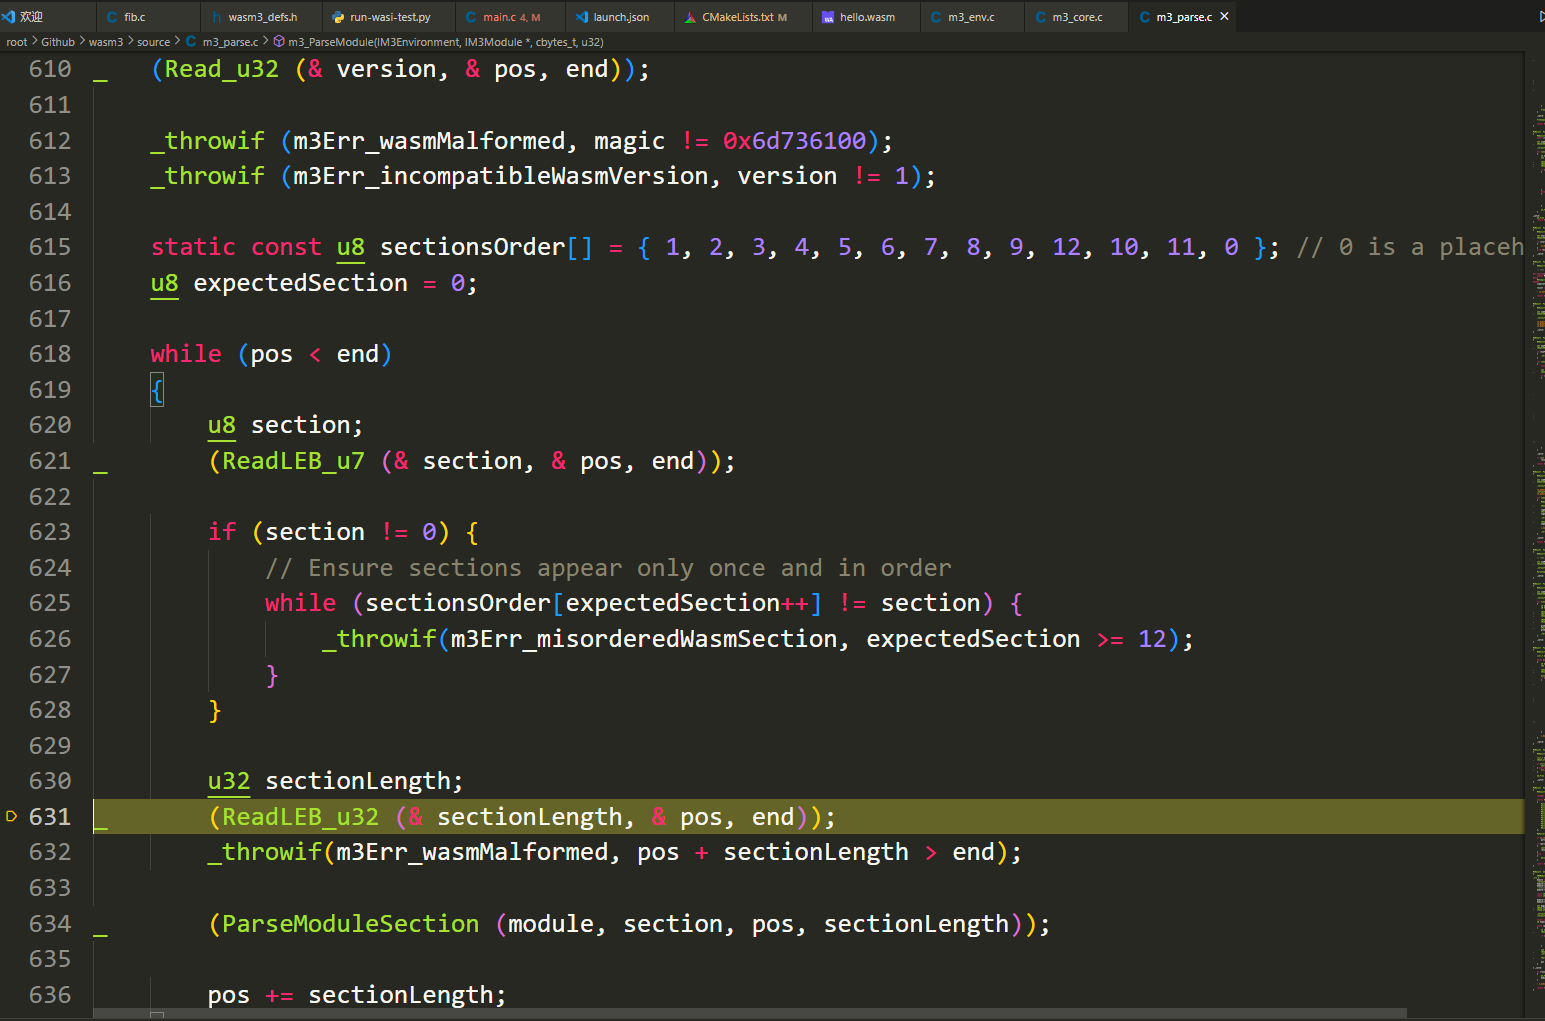 欢迎 fib.c wasm3_defs.h run-wasi-test.py main.c 4, M launch.json CMakeLists.txt M hello.wasm m3_env.c m3_core.c m3_parse.c
root > Github > wasm3 > source > C m3_parse.c > m3_ParseModule(IM3Environment, IM3Module *, cbytes_t, u32)
610 _   (Read_u32 (& version, & pos, end));
611
612     _throwif (m3Err_wasmMalformed, magic != 0x6d736100);
613     _throwif (m3Err_incompatibleWasmVersion, version != 1);
614
615     static const u8 sectionsOrder[] = { 1, 2, 3, 4, 5, 6, 7, 8, 9, 12, 10, 11, 0 }; // 0 is a placeh
616     u8 expectedSection = 0;
617
618     while (pos < end)
619     {
620         u8 section;
621 _       (ReadLEB_u7 (& section, & pos, end));
622
623         if (section != 0) {
624             // Ensure sections appear only once and in order
625             while (sectionsOrder[expectedSection++] != section) {
626                 _throwif(m3Err_misorderedWasmSection, expectedSection >= 12);
627             }
628         }
629
630         u32 sectionLength;
631 _       (ReadLEB_u32 (& sectionLength, & pos, end));
632         _throwif(m3Err_wasmMalformed, pos + sectionLength > end);
633
634 _       (ParseModuleSection (module, section, pos, sectionLength));
635
636         pos += sectionLength;